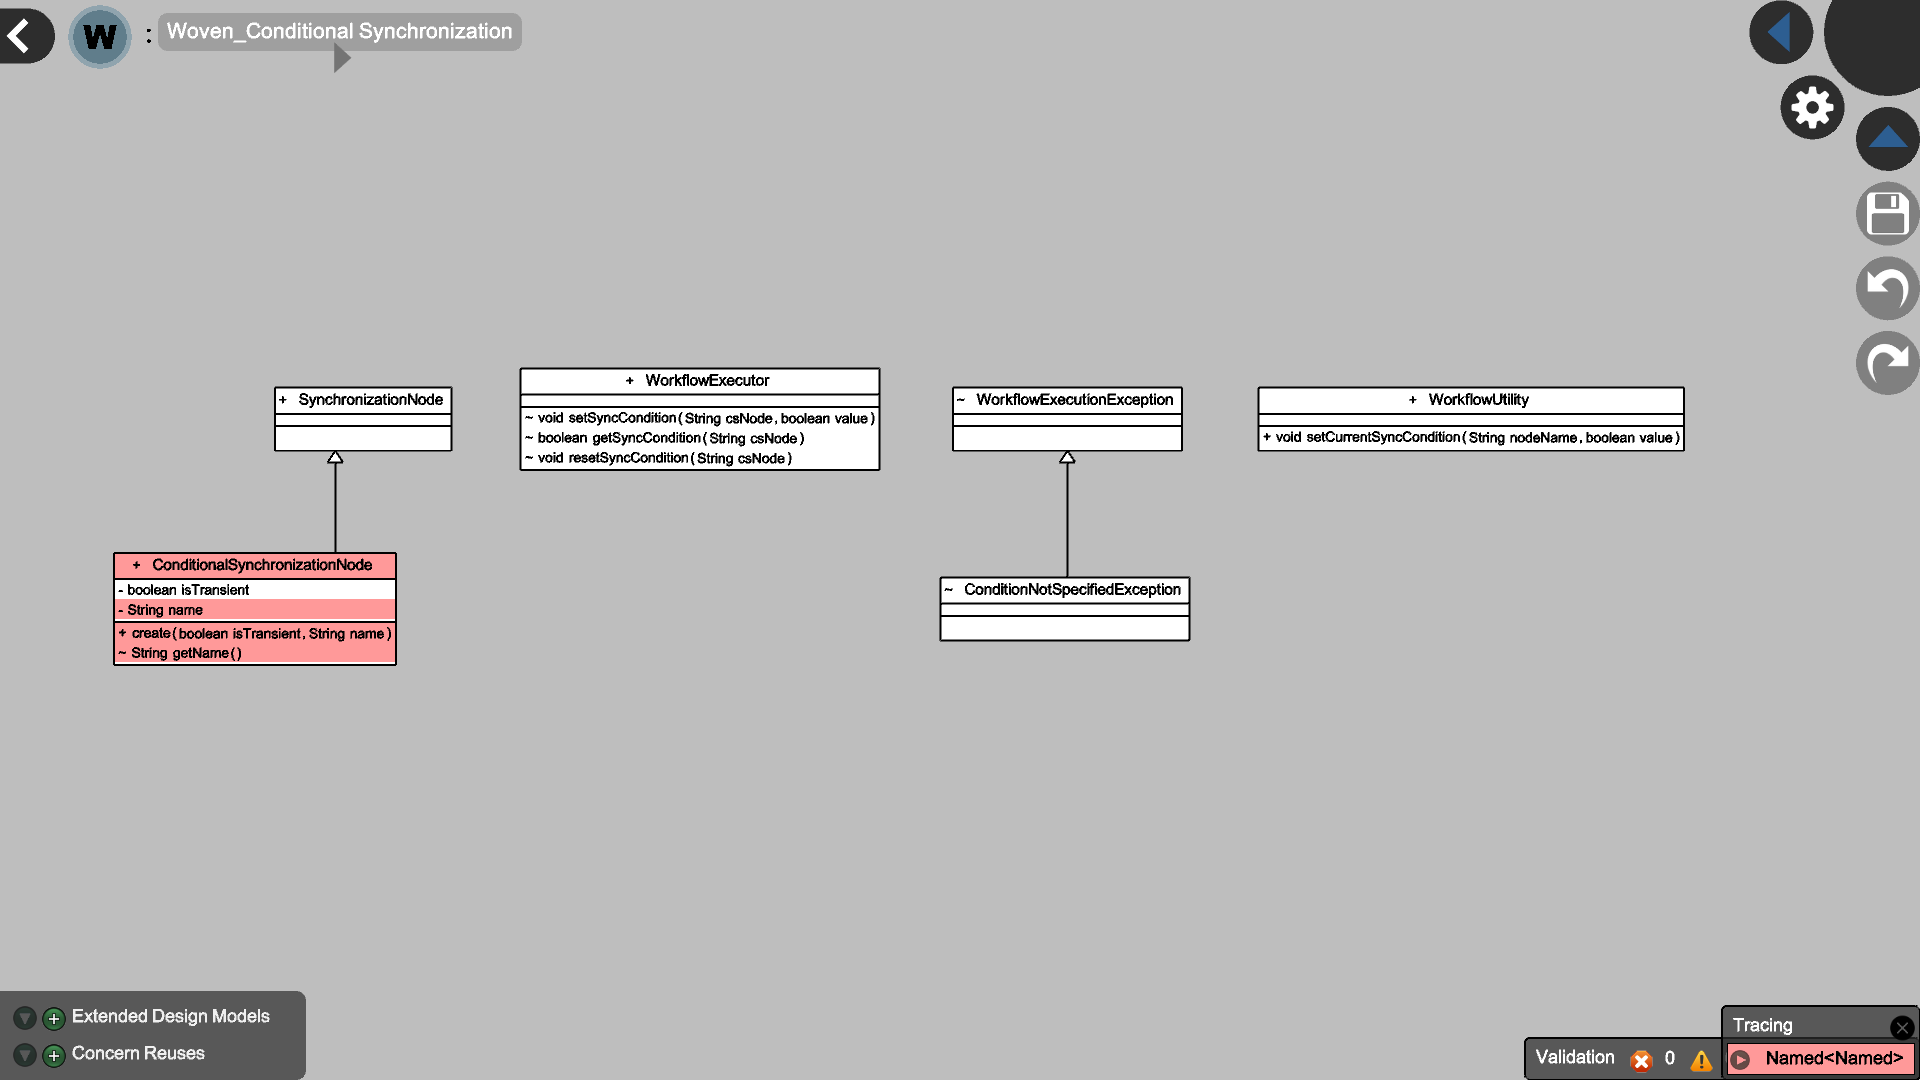 W : Woven_Conditional Synchronization
+ SynchronizationNode
+ WorkflowExecutor
~ void setSyncCondition(String csNode, boolean value)
~ boolean getSyncCondition(String csNode)
~ void resetSyncCondition(String csNode)
~ WorkflowExecutionException
+ WorkflowUtility
+ void setCurrentSyncCondition(String nodeName, boolean value)
+ ConditionalSynchronizationNode
- boolean isTransient
- String name
+ create(boolean isTransient, String name)
~ String getName()
~ ConditionNotSpecifiedException
Extended Design Models
Concern Reuses
Validation 0
Tracing
Named<Named>